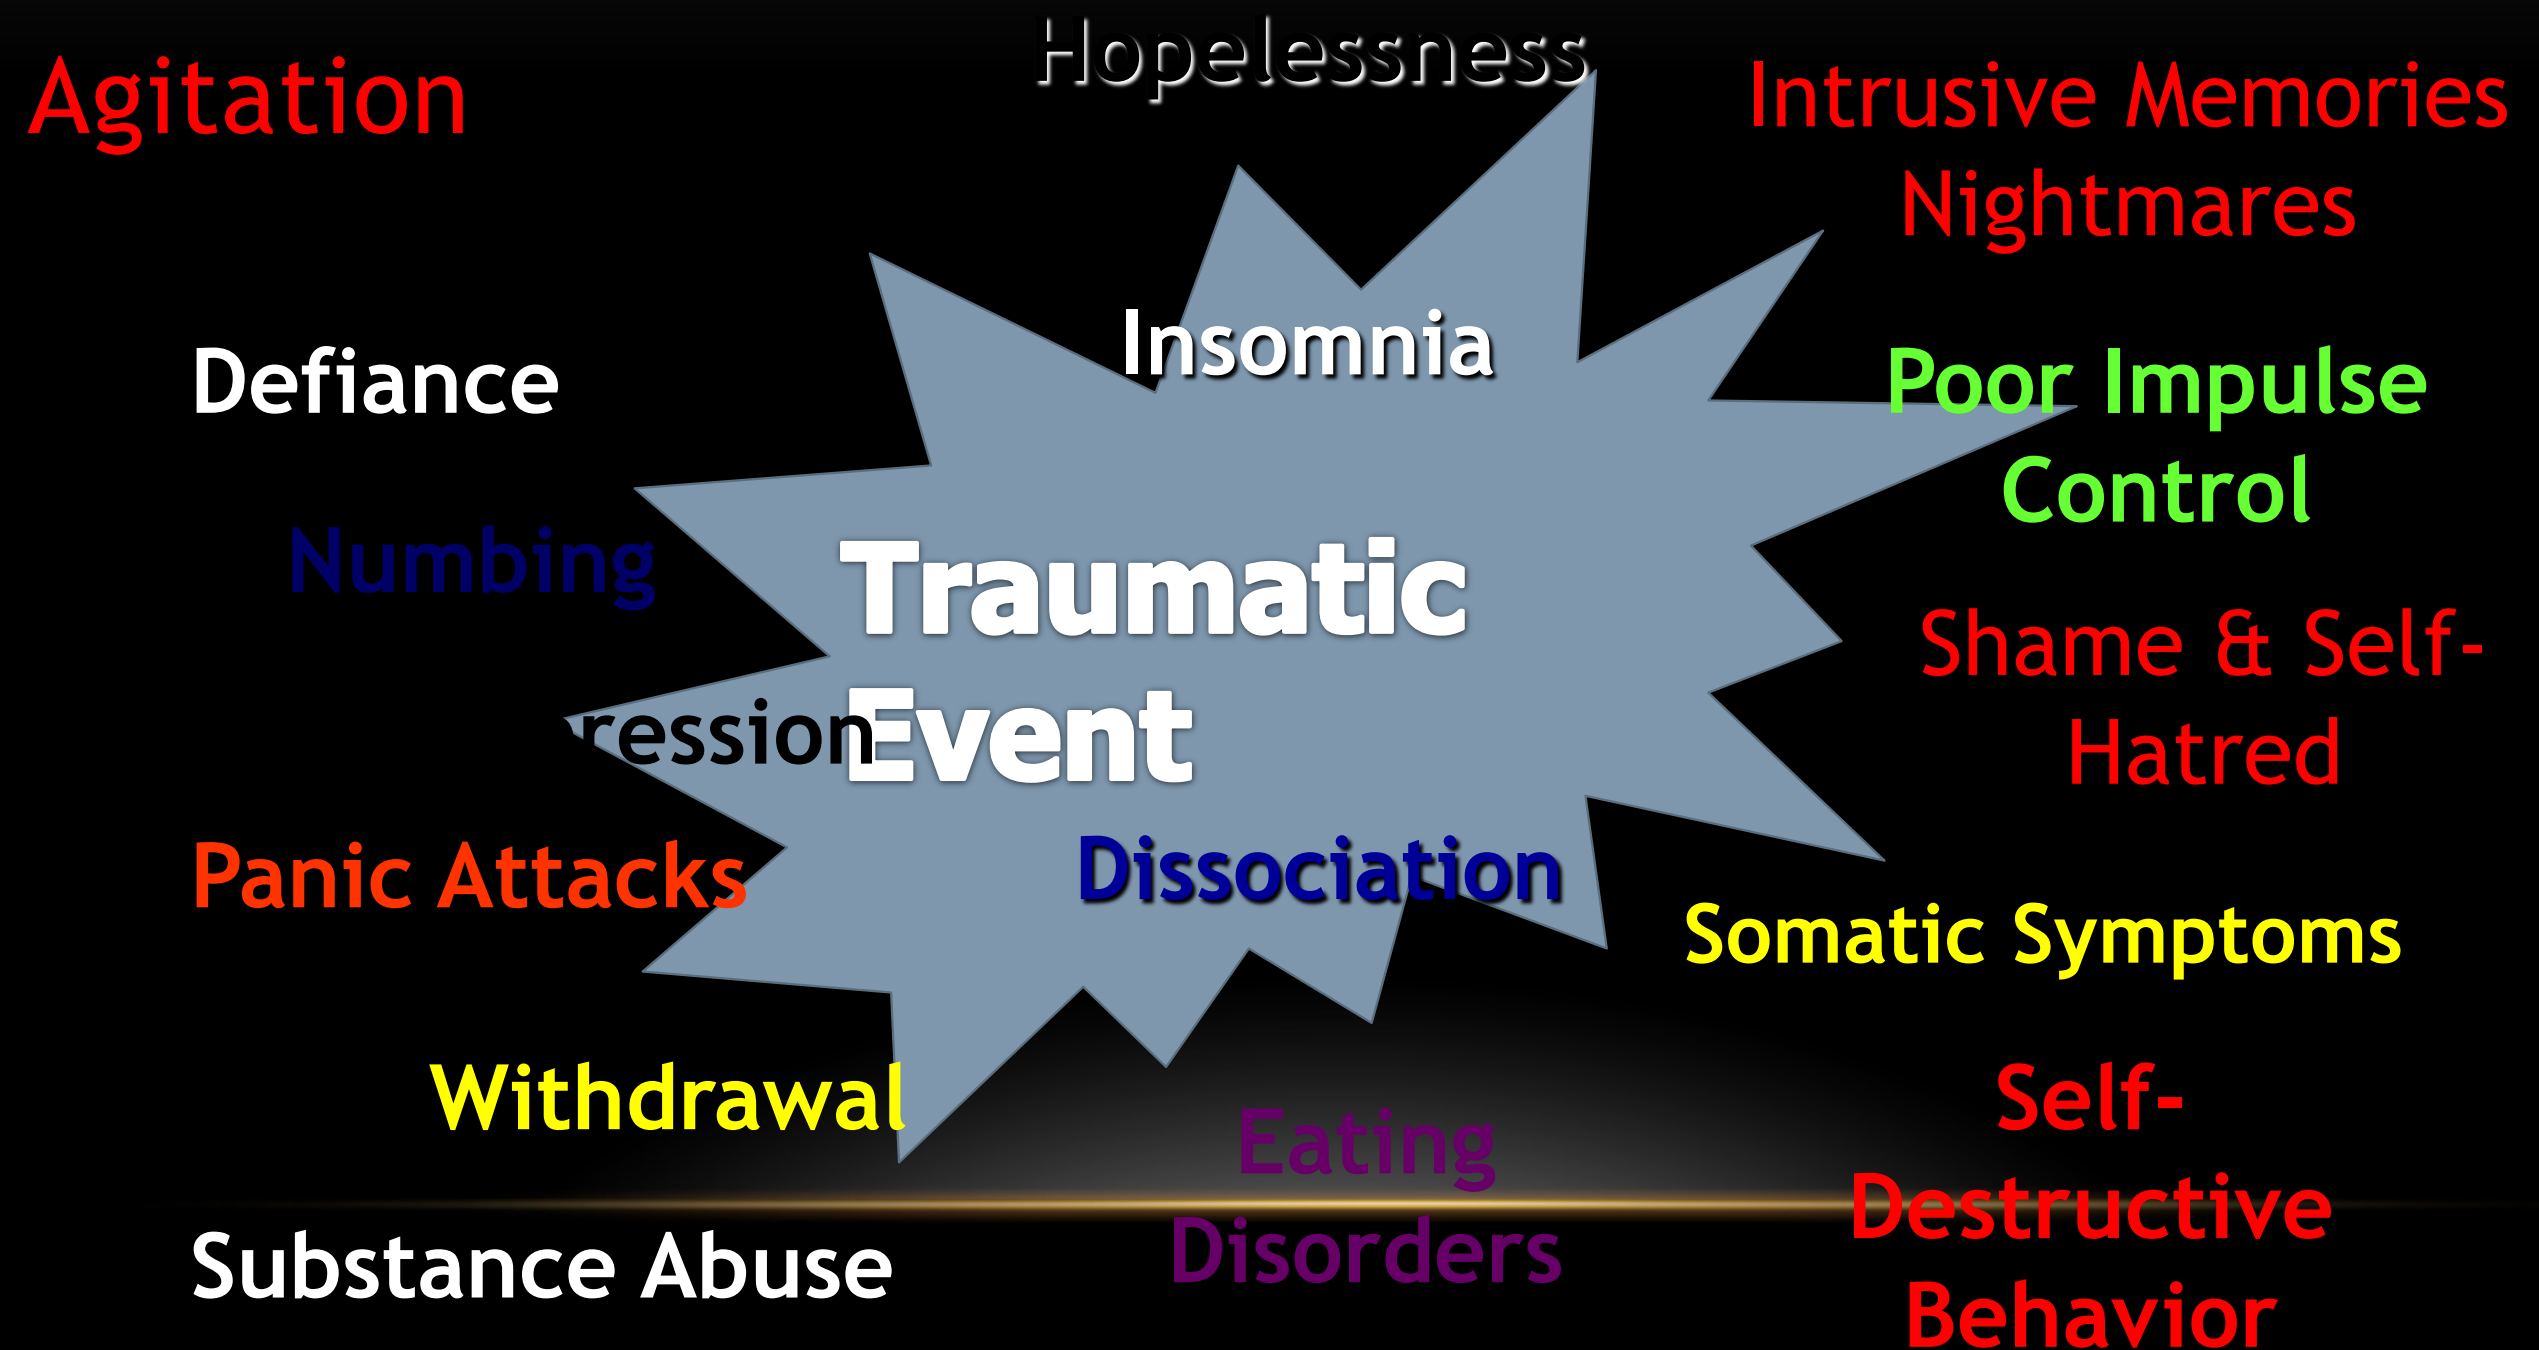 Hopelessness
Agitation
Intrusive Memories
Nightmares
Insomnia
Defiance
Poor Impulse
Control
Numbing
Traumatic
Event
Shame & Self-
Hatred
ression
Panic Attacks
Dissociation
Somatic Symptoms
Withdrawal
Eating
Disorders
Self-
Destructive
Behavior
Substance Abuse